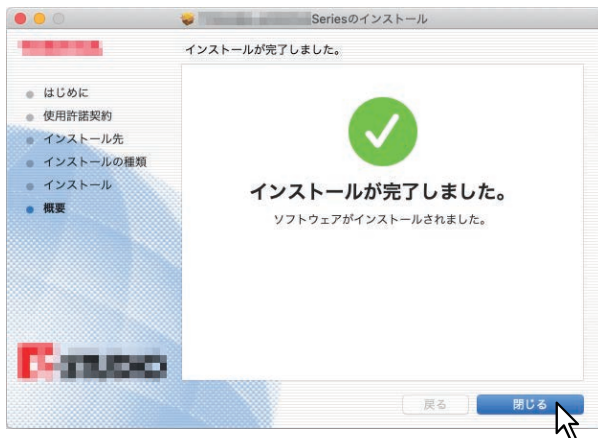 Seriesのインストール
インストールが完了しました。
はじめに
使用許諾契約
インストール先
インストールの種類
インストール
概要
インストールが完了しました。
ソフトウェアがインストールされました。
戻る
閉じる